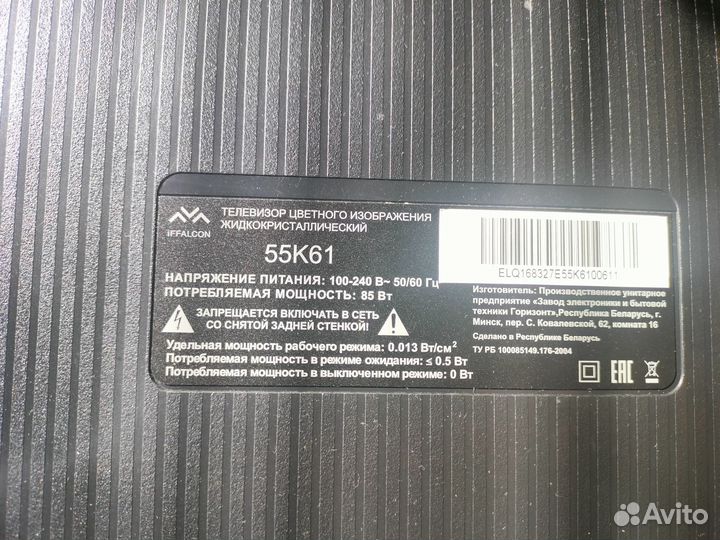 iFFALCON
ТЕЛЕВИЗОР ЦВЕТНОГО ИЗОБРАЖЕНИЯ
ЖИДКОКРИСТАЛЛИЧЕСКИЙ
55K61
НАПРЯЖЕНИЕ ПИТАНИЯ: 100-240 В~ 50/60 Гц
ПОТРЕБЛЯЕМАЯ МОЩНОСТЬ: 85 Вт
ЗАПРЕЩАЕТСЯ ВКЛЮЧАТЬ В СЕТЬ
СО СНЯТОЙ ЗАДНЕЙ СТЕНКОЙ!
Удельная мощность рабочего режима: 0.013 Вт/см²
Потребляемая мощность в режиме ожидания: ≤ 0.5 Вт
Потребляемая мощность в выключенном режиме: 0 Вт
ELQ168327E55K6100611
Изготовитель: Производственное унитарное
предприятие «Завод электроники и бытовой
техники Горизонт»,Республика Беларусь, г.
Минск, пер. С. Ковалевской, 62, комната 16
Сделано в Республике Беларусь
ТУ РБ 100085149.176-2004
EAC
Avito